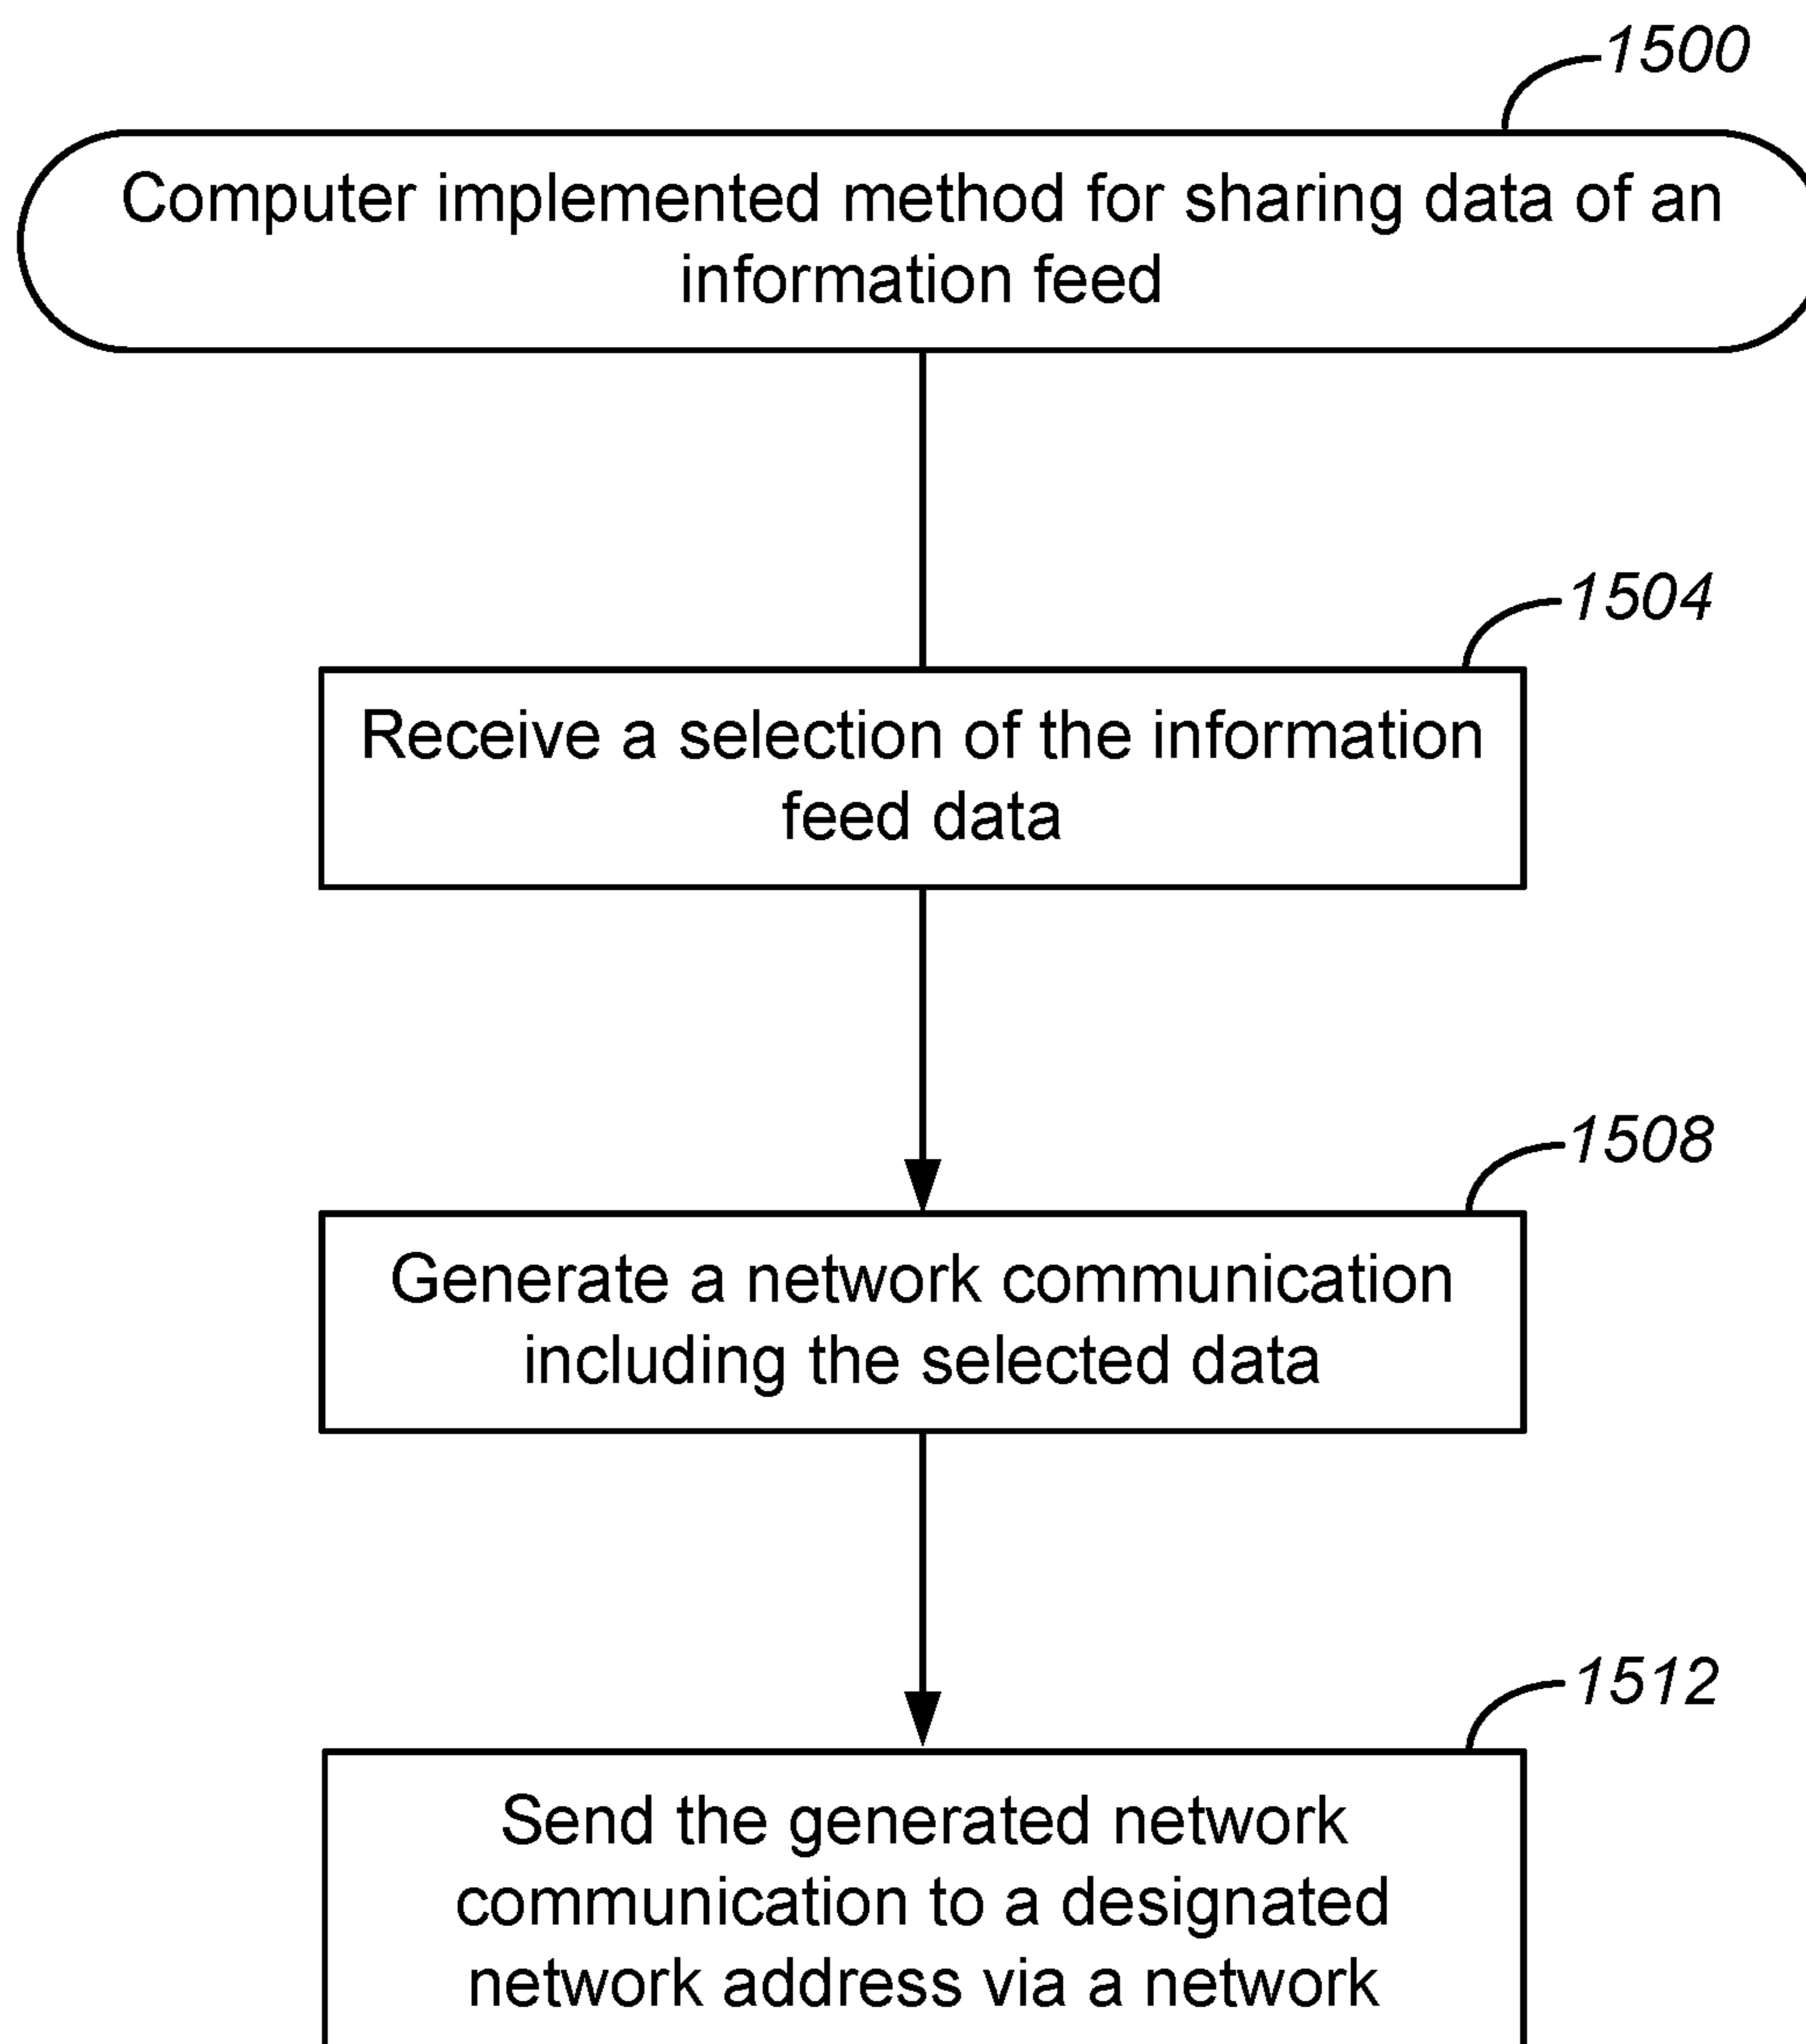 1500
Computer implemented method for sharing data of an
information feed
1504
Receive a selection of the information
feed data
1508
Generate a network communication
including the selected data
1512
Send the generated network
communication to a designated
network address via a network